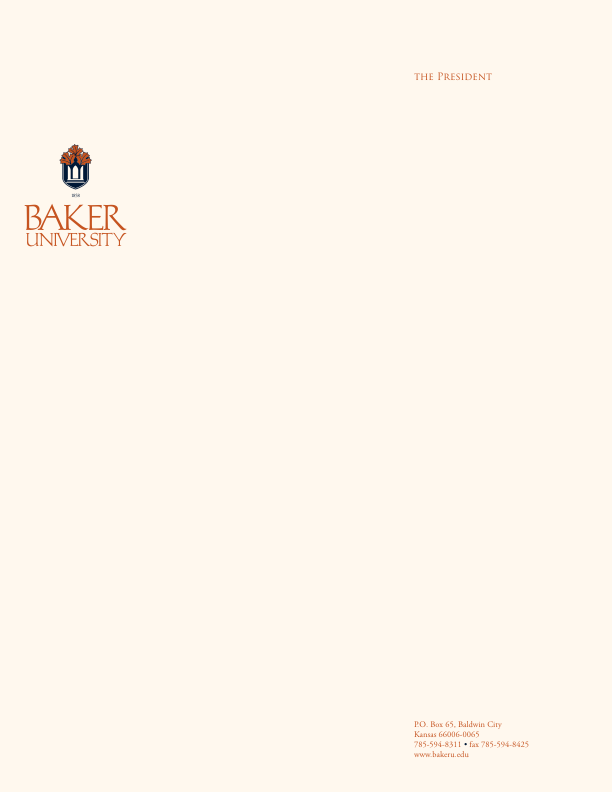 THE PRESIDENT
1858
BAKER
UNIVERSITY
P.O. Box 65, Baldwin City
Kansas 66006-0065
785-594-8311 • fax 785-594-8425
www.bakeru.edu